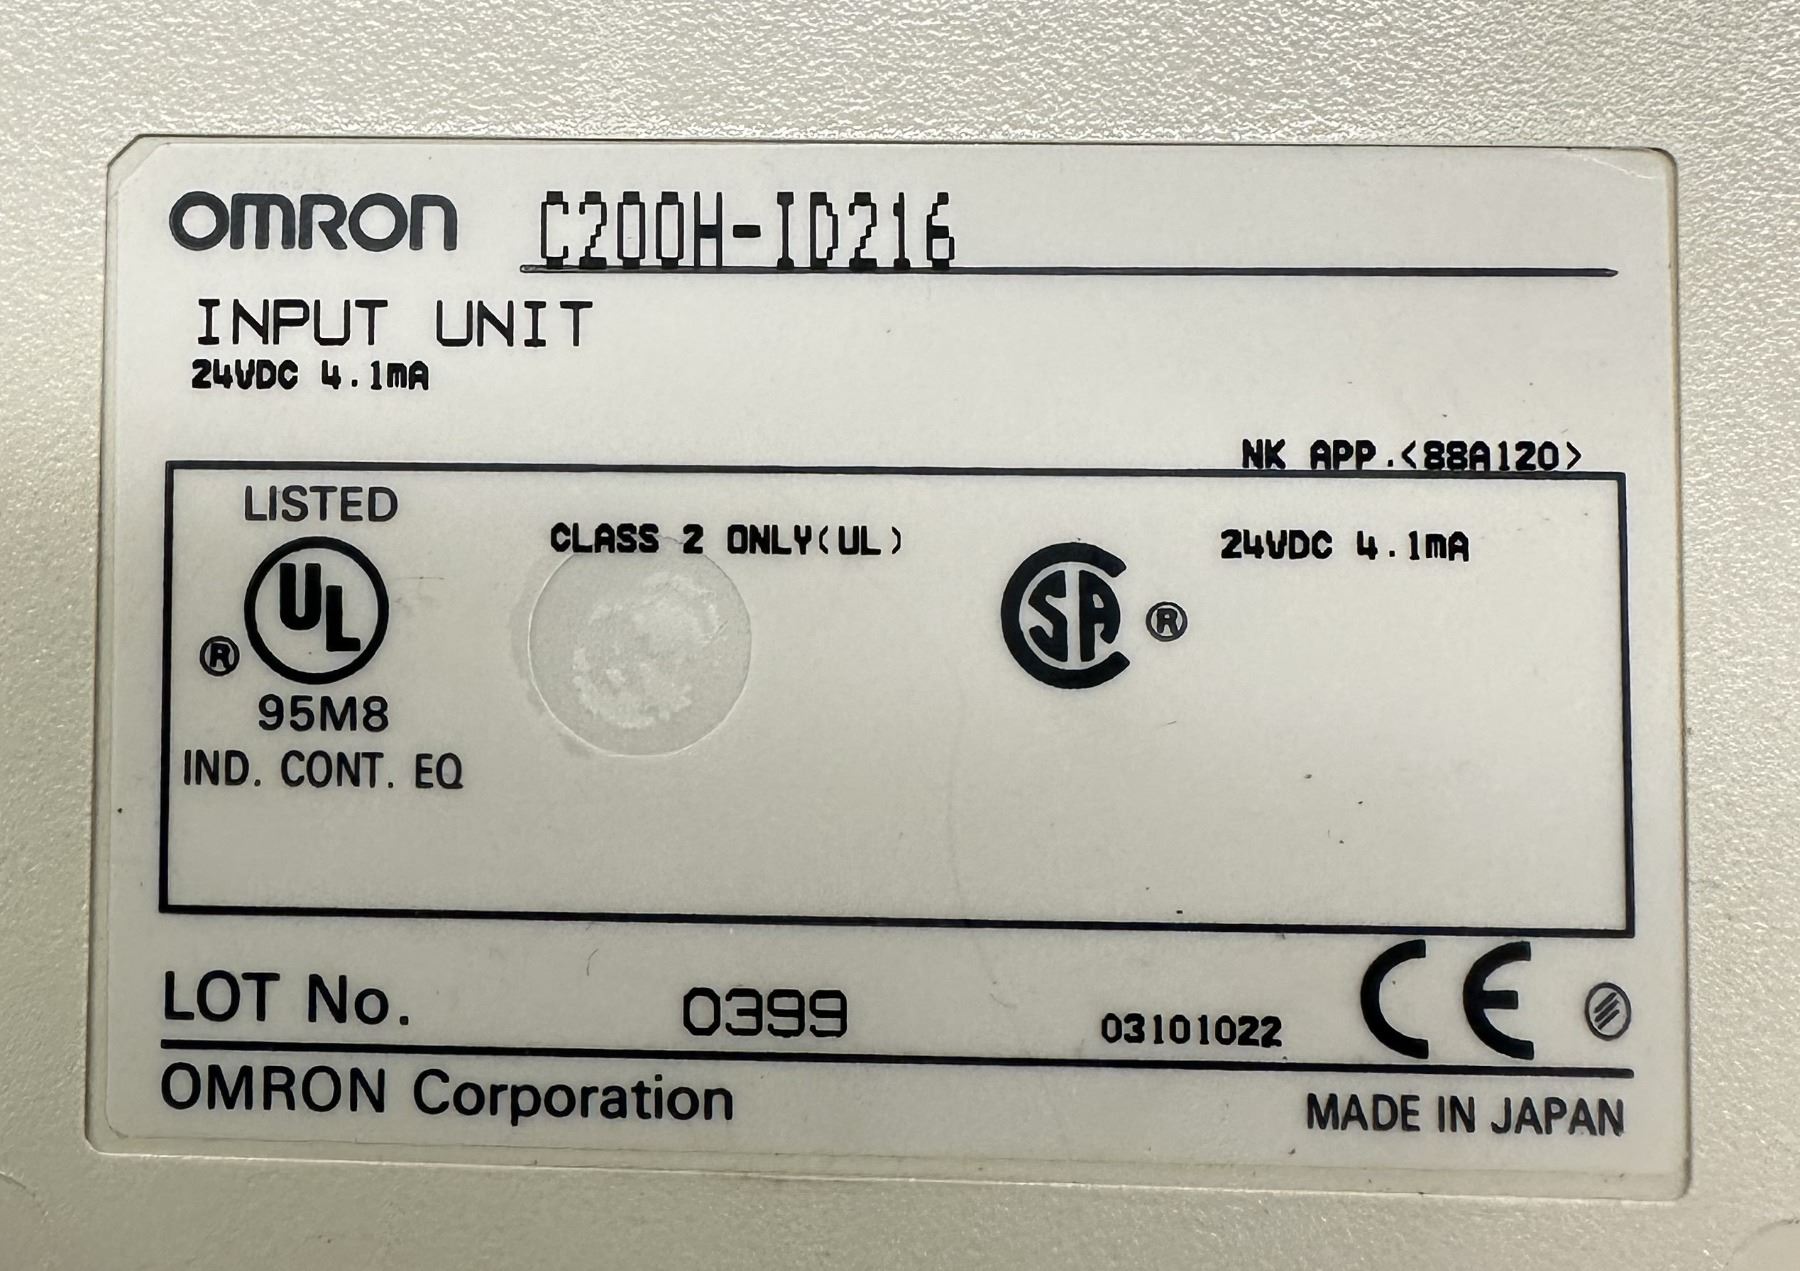 OMRON C200H-ID216
INPUT UNIT
24VDC 4.1mA
NK APP.<88A120>
LISTED
CLASS 2 ONLY(UL)
24VDC 4.1mA
UL
CSA ®
®
95M8
IND. CONT. EQ
LOT No. 0399 03101022 CE
OMRON Corporation MADE IN JAPAN